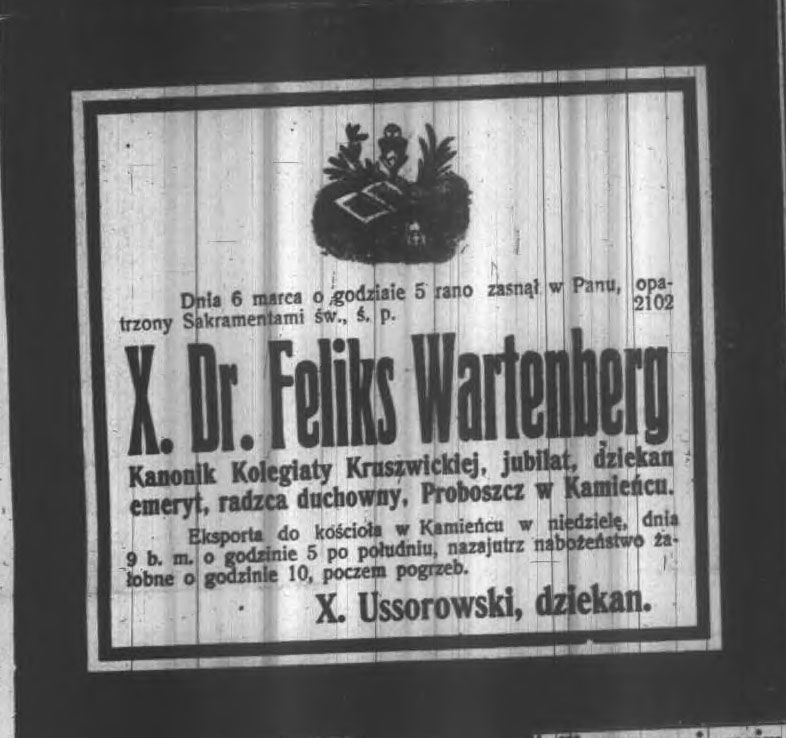 Dnia 6 marca o godziaie 5 rano zasnął w Panu, opa-
trzony Sakramentami św., ś. p. 2102
X. Dr. Feliks Wartenberg
Kanonik Kolegiaty Kruszwickiej, jubilat, dziekan
emeryt, radzca duchowny, Proboszcz w Kamieńcu.
Eksporta do kościoła w Kamieńcu w niedzielę, dnia
9 b. m. o godzinie 5 po południu, nazajutrz nabożeństwo ża-
łobne o godzinie 10, poczem pogrzeb.
X. Ussorowski, dziekan.